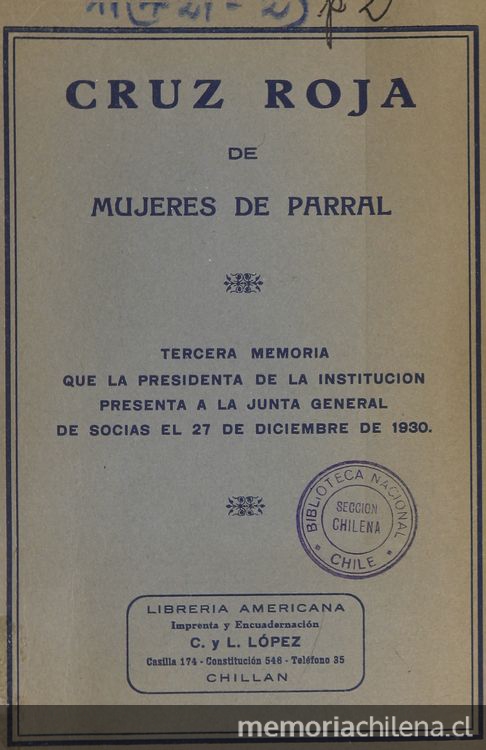 CRUZ ROJA
DE
MUJERES DE PARRAL
TERCERA MEMORIA
QUE LA PRESIDENTA DE LA INSTITUCION
PRESENTA A LA JUNTA GENERAL
DE SOCIAS EL 27 DE DICIEMBRE DE 1930.
BIBLIOTECA NACIONAL
SECCION
CHILENA
* CHILE *
LIBRERIA AMERICANA
Imprenta y Encuadernación
C. y L. LÓPEZ
Casilla 174 - Constitución 548 - Teléfono 35
CHILLAN
memoriachilena.cl